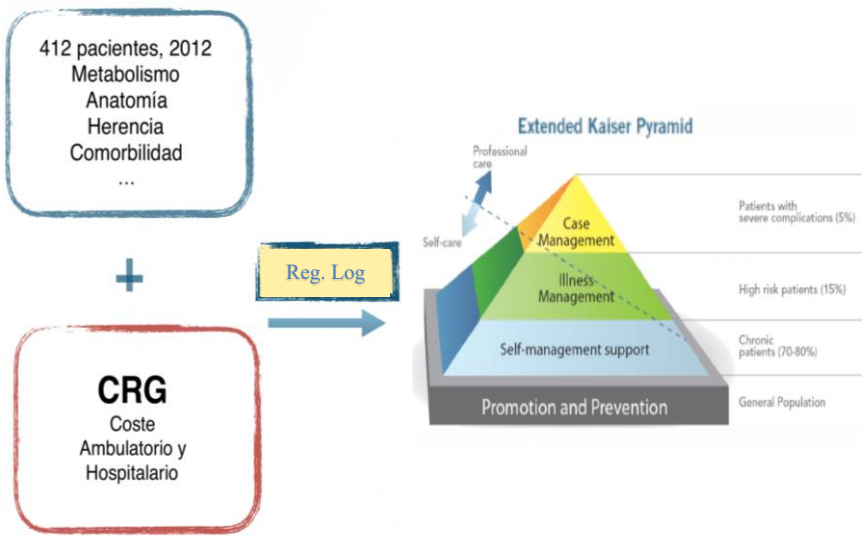 412 pacientes, 2012
Metabolismo
Anatomía
Herencia
Comorbilidad
...
+
CRG
Coste
Ambulatorio y
Hospitalario
Reg. Log
Extended Kaiser Pyramid
Professional
care
Self-care
Case
Management
Illness
Management
Self-management support
Promotion and Prevention
Patients with
severe complications (5%)
High risk patients (15%)
Chronic
patients (70-80%)
General Population